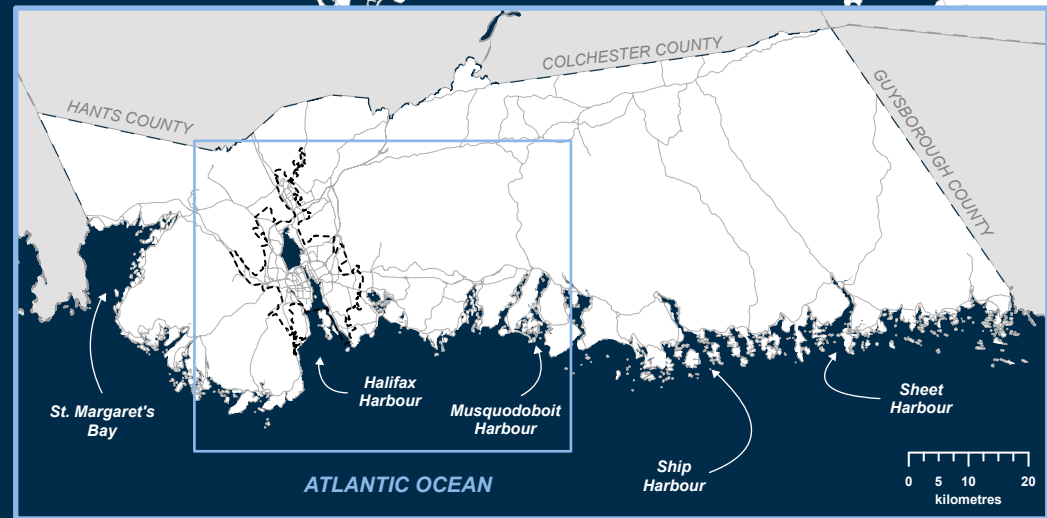 COLCHESTER COUNTY
HANTS COUNTY
GUYSBOROUGH COUNTY
St. Margaret's
Bay
Halifax
Harbour
Musquodoboit
Harbour
Sheet
Harbour
Ship
Harbour
ATLANTIC OCEAN
0 5 10 20
kilometres